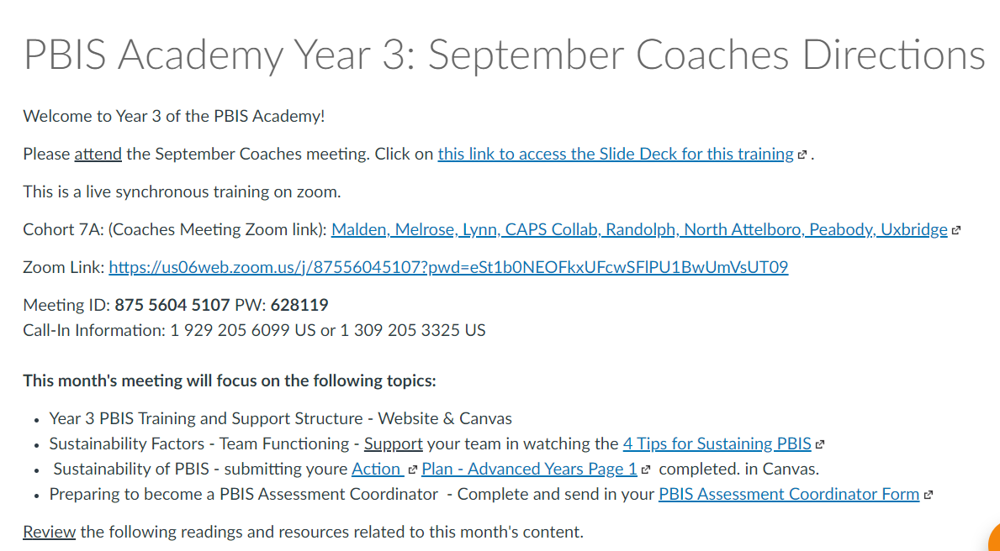 PBIS Academy Year 3: September Coaches Directions
Welcome to Year 3 of the PBIS Academy!
Please attend the September Coaches meeting. Click on this link to access the Slide Deck for this training .
This is a live synchronous training on zoom.
Cohort 7A: (Coaches Meeting Zoom link): Malden, Melrose, Lynn, CAPS Collab, Randolph, North Attelboro, Peabody, Uxbridge
Zoom Link: https://us06web.zoom.us/j/87556045107?pwd=eSt1b0NEOFkxUFcwSFlPU1BwUmVsUT09
Meeting ID: 875 5604 5107 PW: 628119
Call-In Information: 1 929 205 6099 US or 1 309 205 3325 US
This month's meeting will focus on the following topics:
• Year 3 PBIS Training and Support Structure - Website & Canvas
• Sustainability Factors - Team Functioning - Support your team in watching the 4 Tips for Sustaining PBIS
• Sustainability of PBIS - submitting youre Action Plan - Advanced Years Page 1 completed. in Canvas.
• Preparing to become a PBIS Assessment Coordinator - Complete and send in your PBIS Assessment Coordinator Form
Review the following readings and resources related to this month's content.